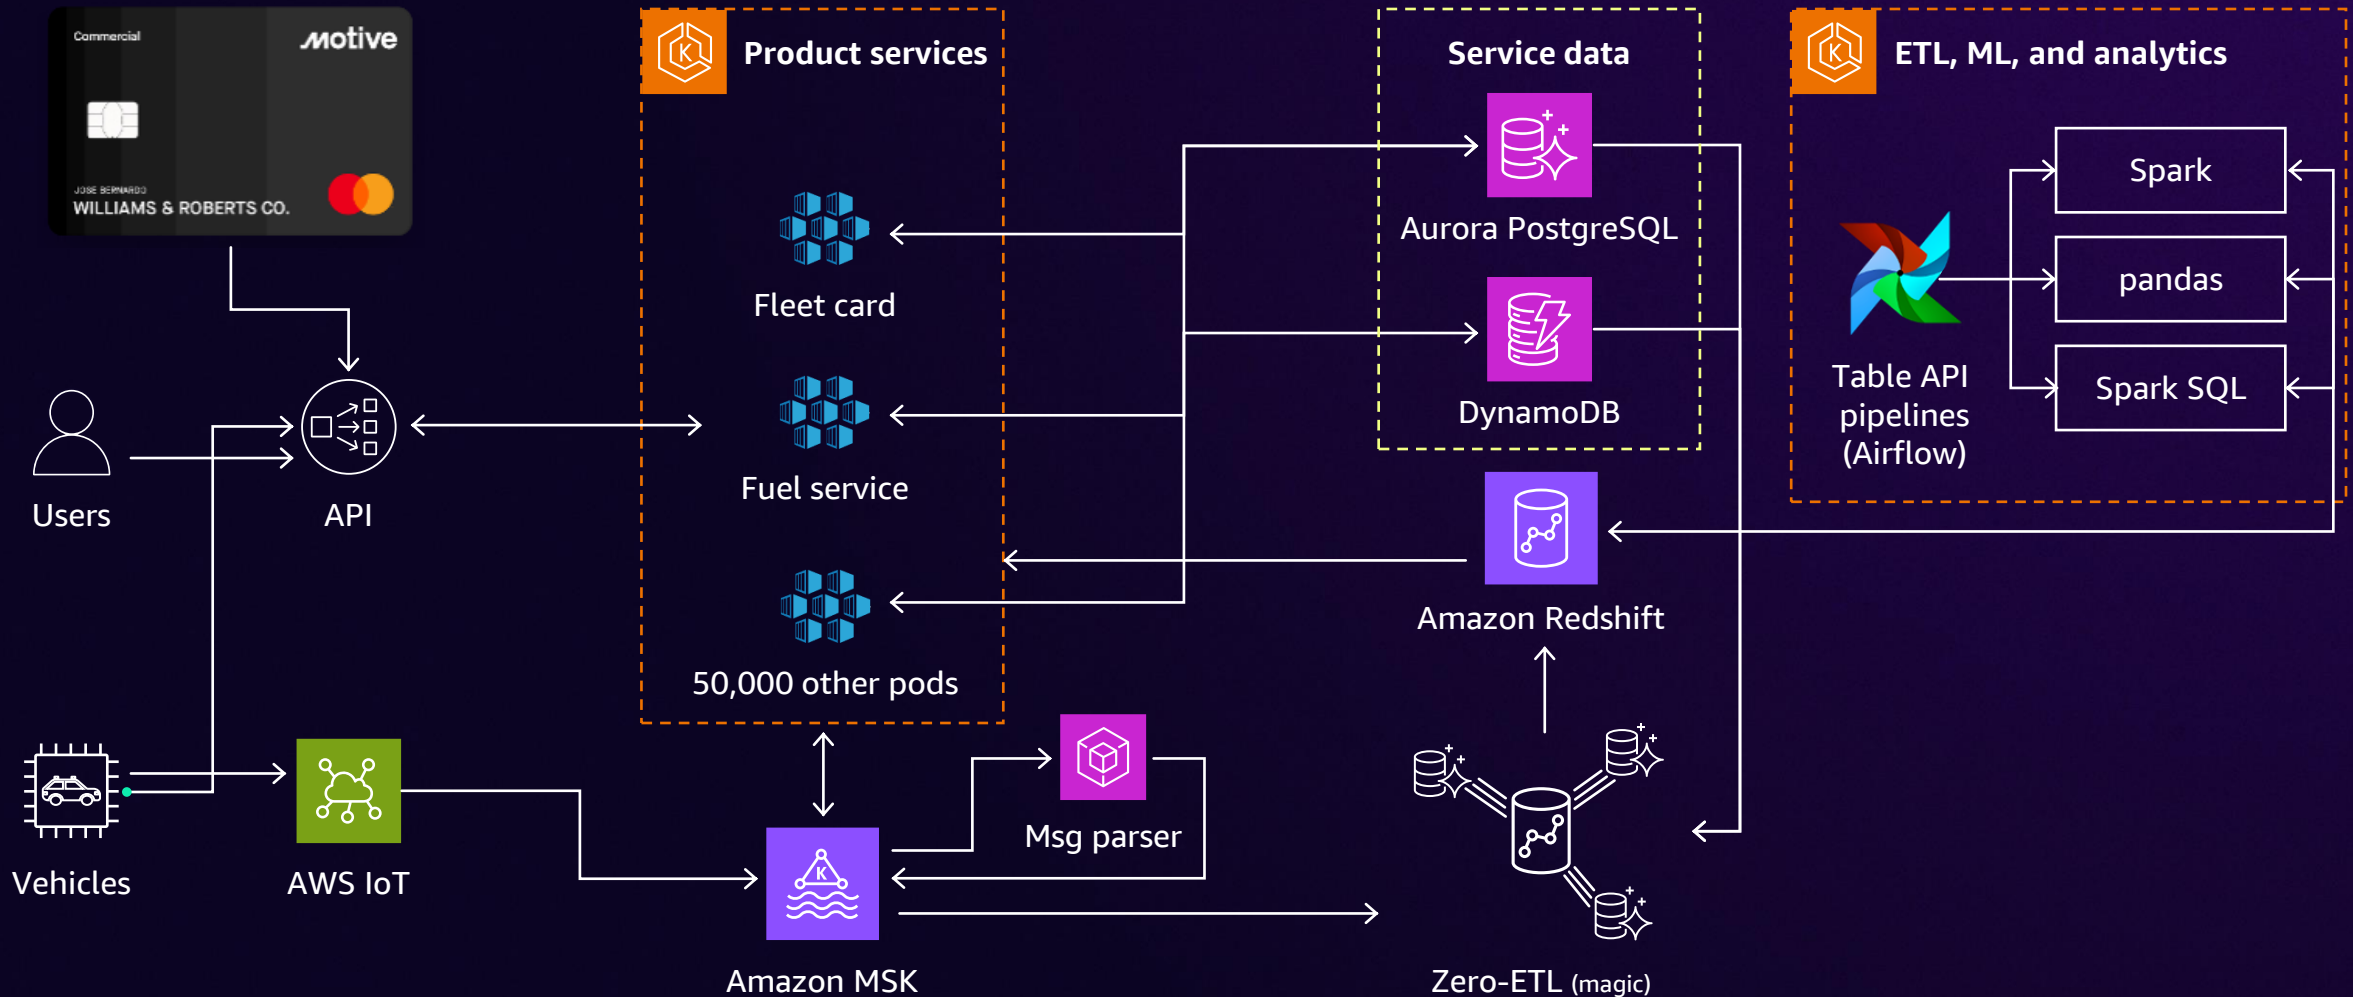 Commercial
motive
JOSE BERNARDO
WILLIAMS & ROBERTS CO.
Users
API
Vehicles
AWS IoT
K
Product services
Fleet card
Fuel service
50,000 other pods
K
Amazon MSK
Msg parser
Service data
Aurora PostgreSQL
DynamoDB
Amazon Redshift
Zero-ETL (magic)
K
ETL, ML, and analytics
Table API
pipelines
(Airflow)
Spark
pandas
Spark SQL